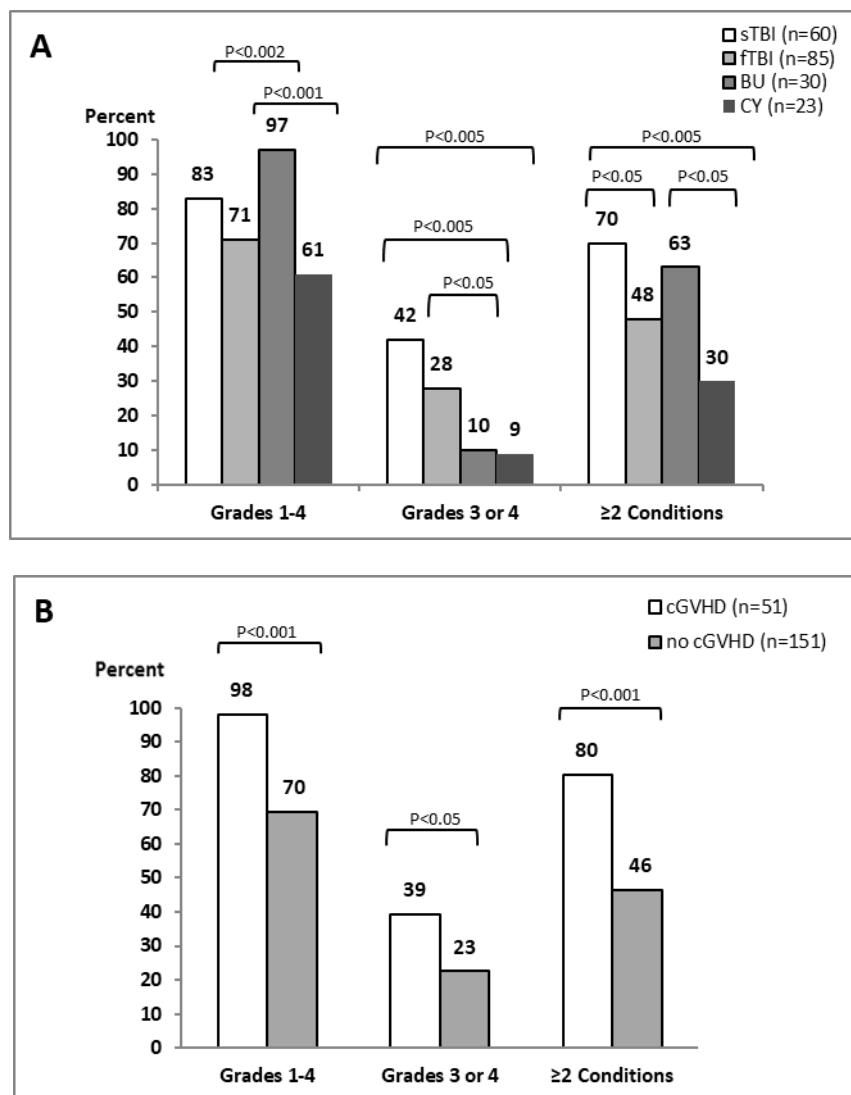 A
sTBI (n=60)
fTBI (n=85)
BU (n=30)
CY (n=23)
P<0.002
P<0.001
P<0.005
P<0.005
P<0.005
P<0.05
P<0.05
P<0.05
Percent
100
90
80
70
60
50
40
30
20
10
0
83
71
97
61
42
28
10
9
70
48
63
30
Grades 1-4
Grades 3 or 4
≥2 Conditions
B
cGVHD (n=51)
no cGVHD (n=151)
P<0.001
P<0.05
P<0.001
Percent
100
90
80
70
60
50
40
30
20
10
0
98
70
39
23
80
46
Grades 1-4
Grades 3 or 4
≥2 Conditions